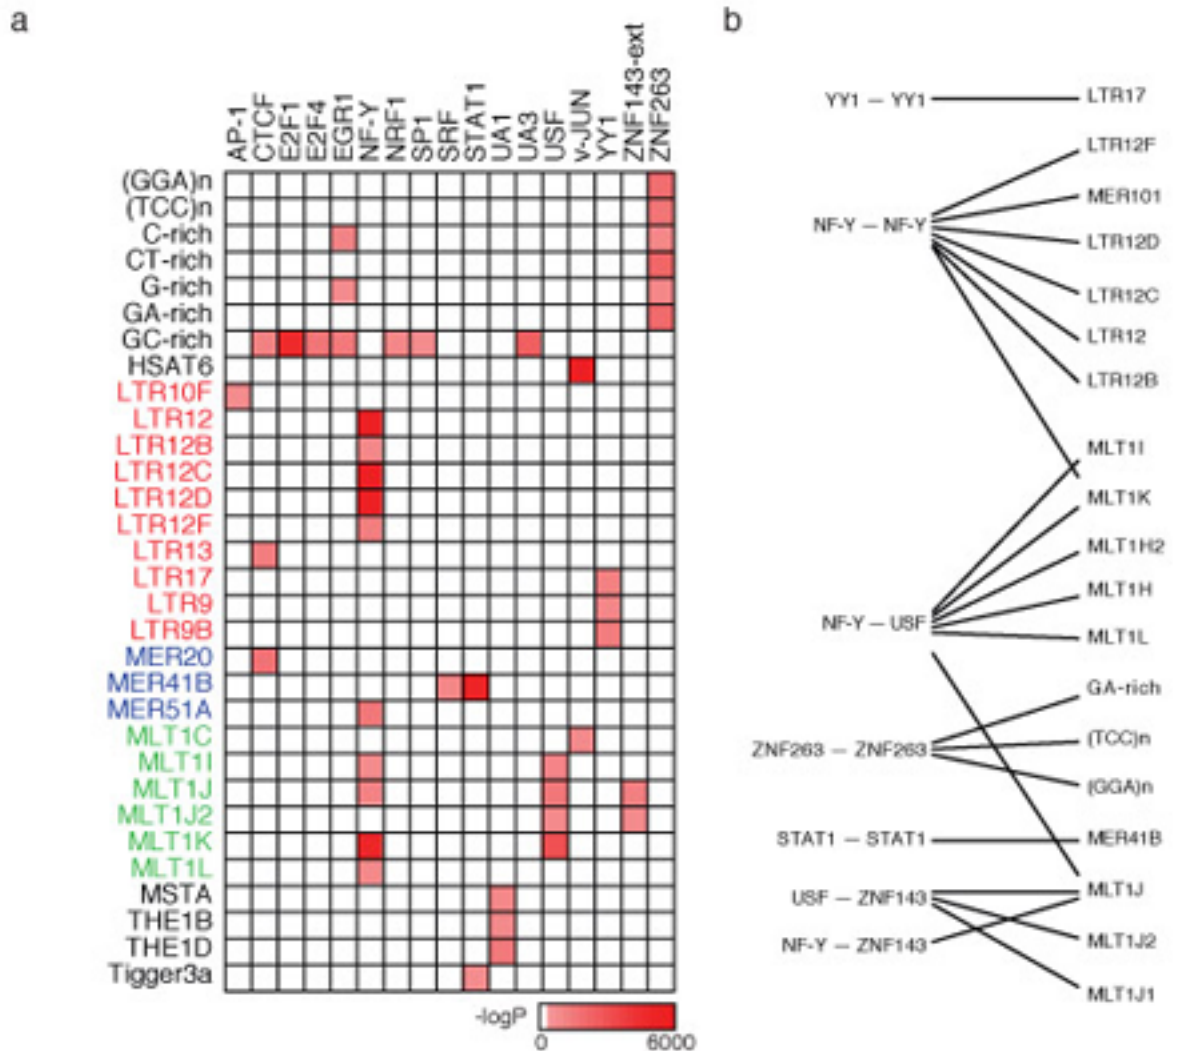 a
b
AP-1
CTCF
E2F1
E2F4
EGR1
NF-Y
NRF1
SP1
SRF
STAT1
UA1
UA3
USF
v-JUN
YY1
ZNF143-ext
ZNF263
(GGA)n
(TCC)n
C-rich
CT-rich
G-rich
GA-rich
GC-rich
HSAT6
LTR10F
LTR12
LTR12B
LTR12C
LTR12D
LTR12F
LTR13
LTR17
LTR9
LTR9B
MER20
MER41B
MER51A
MLT1C
MLT1I
MLT1J
MLT1J2
MLT1K
MLT1L
MSTA
THE1B
THE1D
Tigger3a
-logP
0
6000
YY1 – YY1
NF-Y – NF-Y
NF-Y – USF
ZNF263 – ZNF263
STAT1 – STAT1
USF – ZNF143
NF-Y – ZNF143
LTR17
LTR12F
MER101
LTR12D
LTR12C
LTR12
LTR12B
MLT1I
MLT1K
MLT1H2
MLT1H
MLT1L
GA-rich
(TCC)n
(GGA)n
MER41B
MLT1J
MLT1J2
MLT1J1